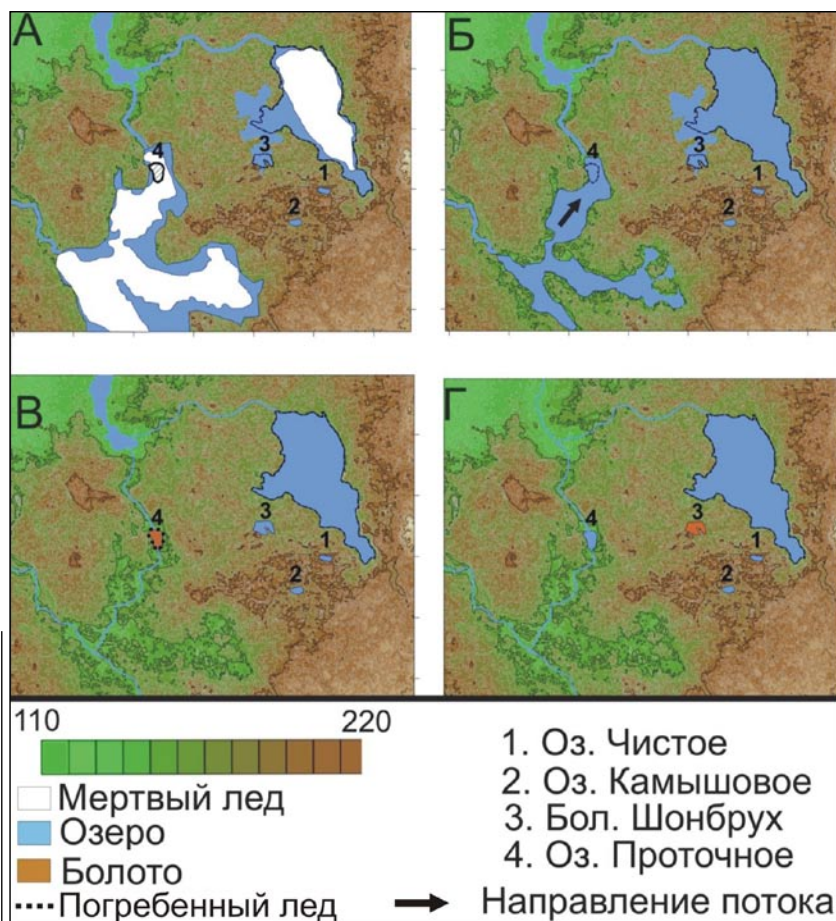 А
Б
4
3
1
2
4
3
1
2
В
Г
4
3
1
2
4
3
1
2
110
220
Мертвый лед
Озеро
Болото
Погребенный лед
1. Оз. Чистое
2. Оз. Камышовое
3. Бол. Шонбрух
4. Оз. Проточное
Направление потока